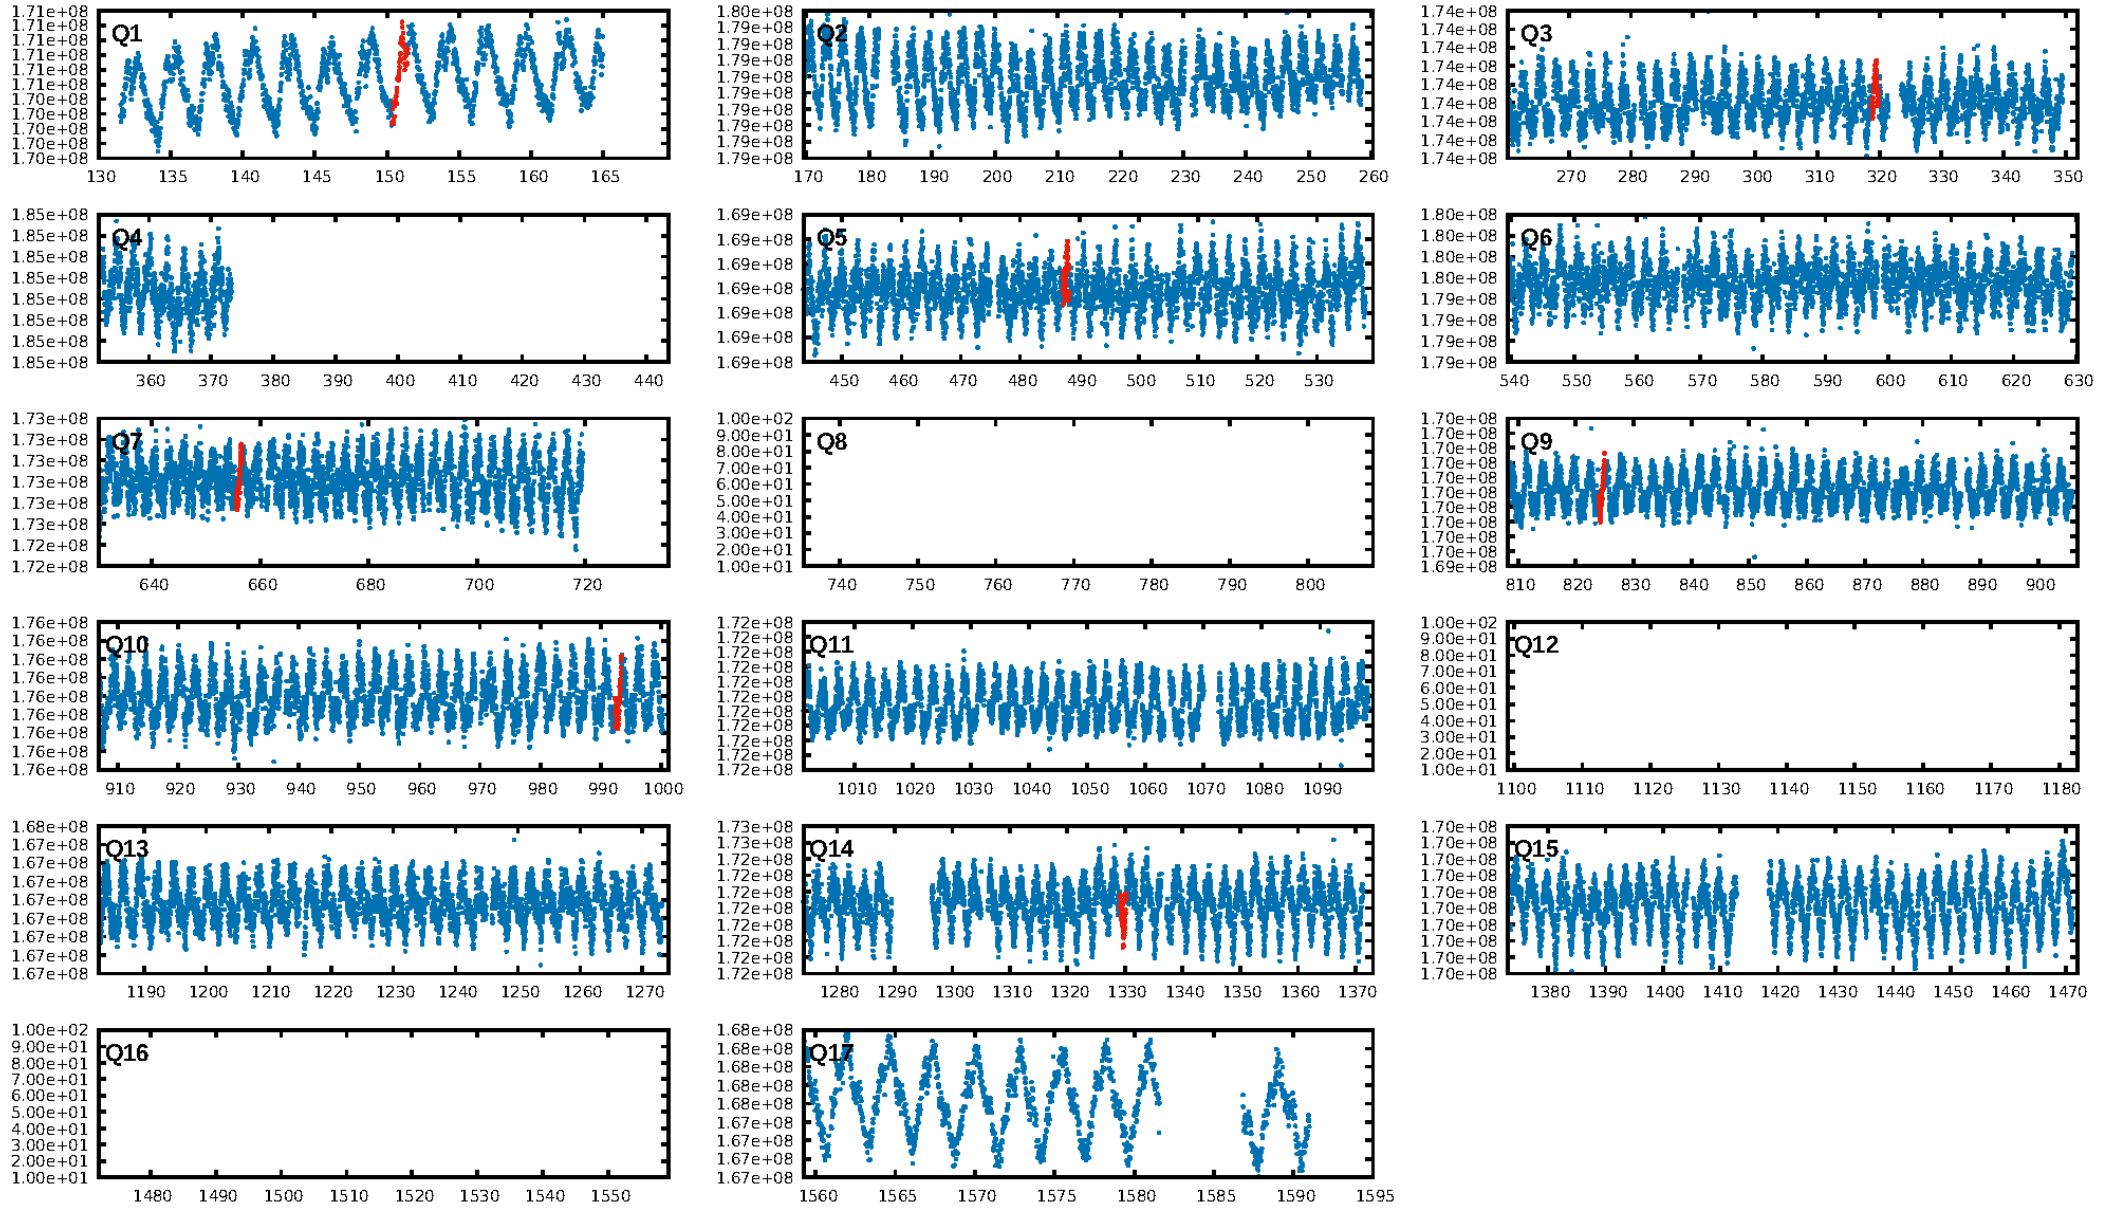 1.71e+08
1.71e+08
1.71e+08
1.71e+08
1.71e+08
1.71e+08
1.70e+08
1.70e+08
1.70e+08
1.70e+08
1.70e+08
Q1
130 135 140 145 150 155 160 165
1.80e+08
1.79e+08
1.79e+08
1.79e+08
1.79e+08
1.79e+08
1.79e+08
1.79e+08
1.79e+08
1.79e+08
Q2
170 180 190 200 210 220 230 240 250 260
1.74e+08
1.74e+08
1.74e+08
1.74e+08
1.74e+08
1.74e+08
1.74e+08
1.74e+08
1.74e+08
Q3
270 280 290 300 310 320 330 340 350
1.85e+08
1.85e+08
1.85e+08
1.85e+08
1.85e+08
1.85e+08
1.85e+08
1.85e+08
Q4
360 370 380 390 400 410 420 430 440
1.69e+08
1.69e+08
1.69e+08
1.69e+08
1.69e+08
1.69e+08
1.69e+08
Q5
450 460 470 480 490 500 510 520 530
1.80e+08
1.80e+08
1.80e+08
1.80e+08
1.79e+08
1.79e+08
1.79e+08
1.79e+08
Q6
540 550 560 570 580 590 600 610 620 630
1.73e+08
1.73e+08
1.73e+08
1.73e+08
1.73e+08
1.73e+08
1.73e+08
1.72e+08
Q7
640 660 680 700 720
1.00e+02
9.00e+01
8.00e+01
7.00e+01
6.00e+01
5.00e+01
4.00e+01
3.00e+01
2.00e+01
1.00e+01
Q8
740 750 760 770 780 790 800
1.70e+08
1.70e+08
1.70e+08
1.70e+08
1.70e+08
1.70e+08
1.70e+08
1.70e+08
1.70e+08
1.70e+08
1.69e+08
Q9
810 820 830 840 850 860 870 880 890 900
1.76e+08
1.76e+08
1.76e+08
1.76e+08
1.76e+08
1.76e+08
1.76e+08
1.76e+08
1.76e+08
Q10
910 920 930 940 950 960 970 980 990 1000
1.72e+08
1.72e+08
1.72e+08
1.72e+08
1.72e+08
1.72e+08
1.72e+08
1.72e+08
1.72e+08
1.72e+08
1.72e+08
Q11
1010 1020 1030 1040 1050 1060 1070 1080 1090
1.00e+02
9.00e+01
8.00e+01
7.00e+01
6.00e+01
5.00e+01
4.00e+01
3.00e+01
2.00e+01
1.00e+01
Q12
1100 1110 1120 1130 1140 1150 1160 1170 1180
1.68e+08
1.67e+08
1.67e+08
1.67e+08
1.67e+08
1.67e+08
1.67e+08
1.67e+08
1.67e+08
Q13
1190 1200 1210 1220 1230 1240 1250 1260 1270
1.73e+08
1.73e+08
1.72e+08
1.72e+08
1.72e+08
1.72e+08
1.72e+08
1.72e+08
1.72e+08
1.72e+08
Q14
1280 1290 1300 1310 1320 1330 1340 1350 1360 1370
1.70e+08
1.70e+08
1.70e+08
1.70e+08
1.70e+08
1.70e+08
1.70e+08
1.70e+08
1.70e+08
1.70e+08
Q15
1380 1390 1400 1410 1420 1430 1440 1450 1460 1470
1.00e+02
9.00e+01
8.00e+01
7.00e+01
6.00e+01
5.00e+01
4.00e+01
3.00e+01
2.00e+01
1.00e+01
Q16
1480 1490 1500 1510 1520 1530 1540 1550
1.68e+08
1.68e+08
1.68e+08
1.68e+08
1.68e+08
1.67e+08
1.67e+08
1.67e+08
1.67e+08
Q17
1560 1565 1570 1575 1580 1585 1590 1595